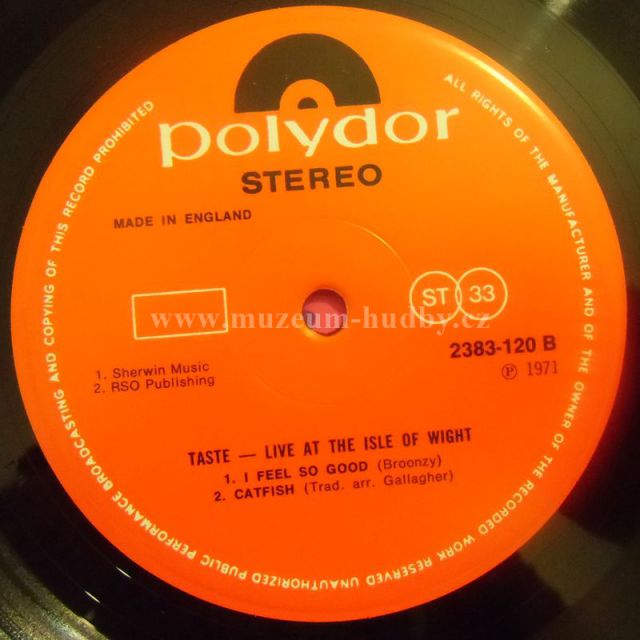 polydor
STEREO
MADE IN ENGLAND
ST 33
www.muzeum-hudby.cz
2383-120 B
℗ 1971
1. Sherwin Music
2. RSO Publishing
TASTE — LIVE AT THE ISLE OF WIGHT
1. I FEEL SO GOOD (Broonzy)
2. CATFISH (Trad. arr. Gallagher)
ALL RIGHTS OF THE MANUFACTURER AND OF THE OWNER OF THE RECORDED WORK RESERVED UNAUTHORIZED PUBLIC PERFORMANCE BROADCASTING AND COPYING OF THIS RECORD PROHIBITED